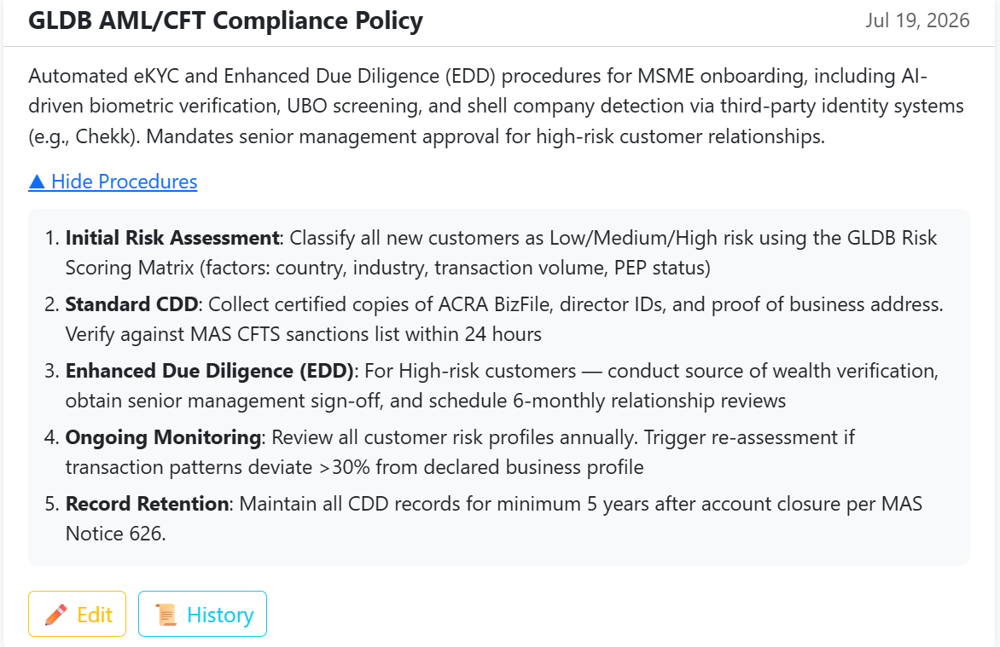 GLDB AML/CFT Compliance Policy
Jul 19, 2026
Automated eKYC and Enhanced Due Diligence (EDD) procedures for MSME onboarding, including AI-
driven biometric verification, UBO screening, and shell company detection via third-party identity systems
(e.g., Chekk). Mandates senior management approval for high-risk customer relationships.
▲ Hide Procedures
1. Initial Risk Assessment: Classify all new customers as Low/Medium/High risk using the GLDB Risk
Scoring Matrix (factors: country, industry, transaction volume, PEP status)
2. Standard CDD: Collect certified copies of ACRA BizFile, director IDs, and proof of business address.
Verify against MAS CFTS sanctions list within 24 hours
3. Enhanced Due Diligence (EDD): For High-risk customers — conduct source of wealth verification,
obtain senior management sign-off, and schedule 6-monthly relationship reviews
4. Ongoing Monitoring: Review all customer risk profiles annually. Trigger re-assessment if
transaction patterns deviate >30% from declared business profile
5. Record Retention: Maintain all CDD records for minimum 5 years after account closure per MAS
Notice 626.
Edit
History